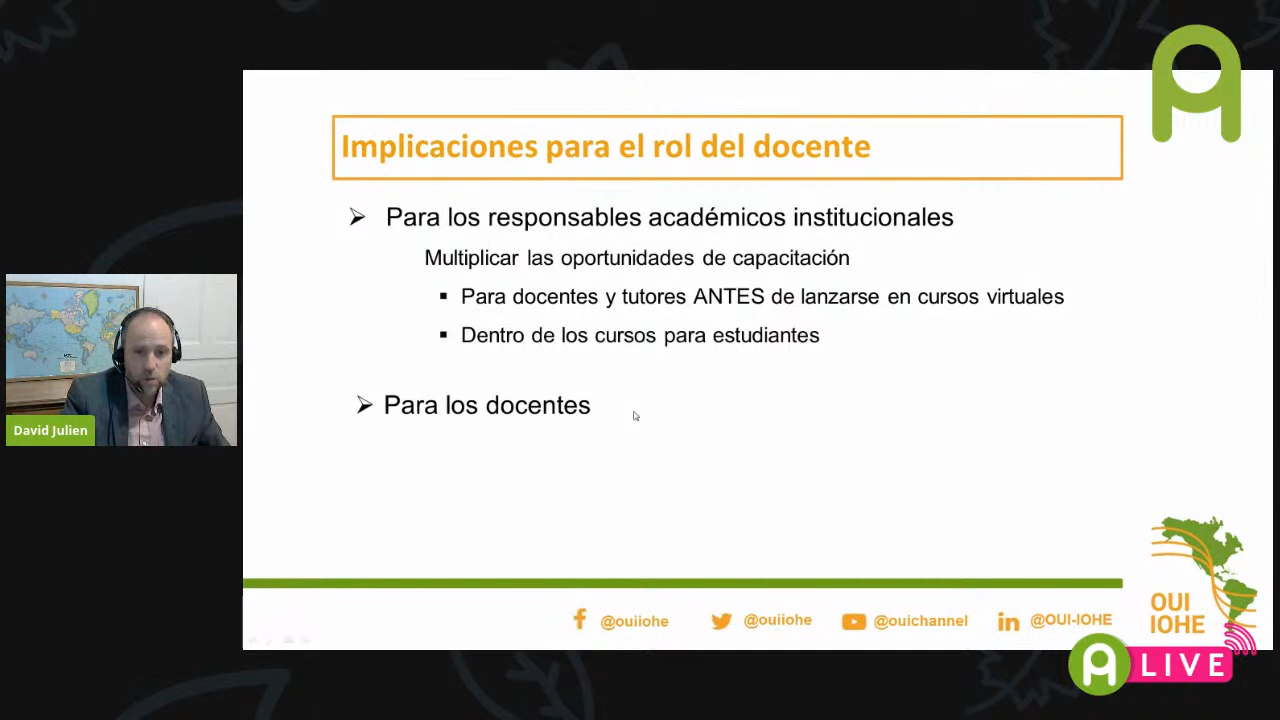 Implicaciones para el rol del docente
Para los responsables académicos institucionales
Multiplicar las oportunidades de capacitación
Para docentes y tutores ANTES de lanzarse en cursos virtuales
Dentro de los cursos para estudiantes
Para los docentes
David Julien
@ouiiohe
@ouiiohe
@ouichannel
@OUI-IOHE
OUI
IOHE
LIVE